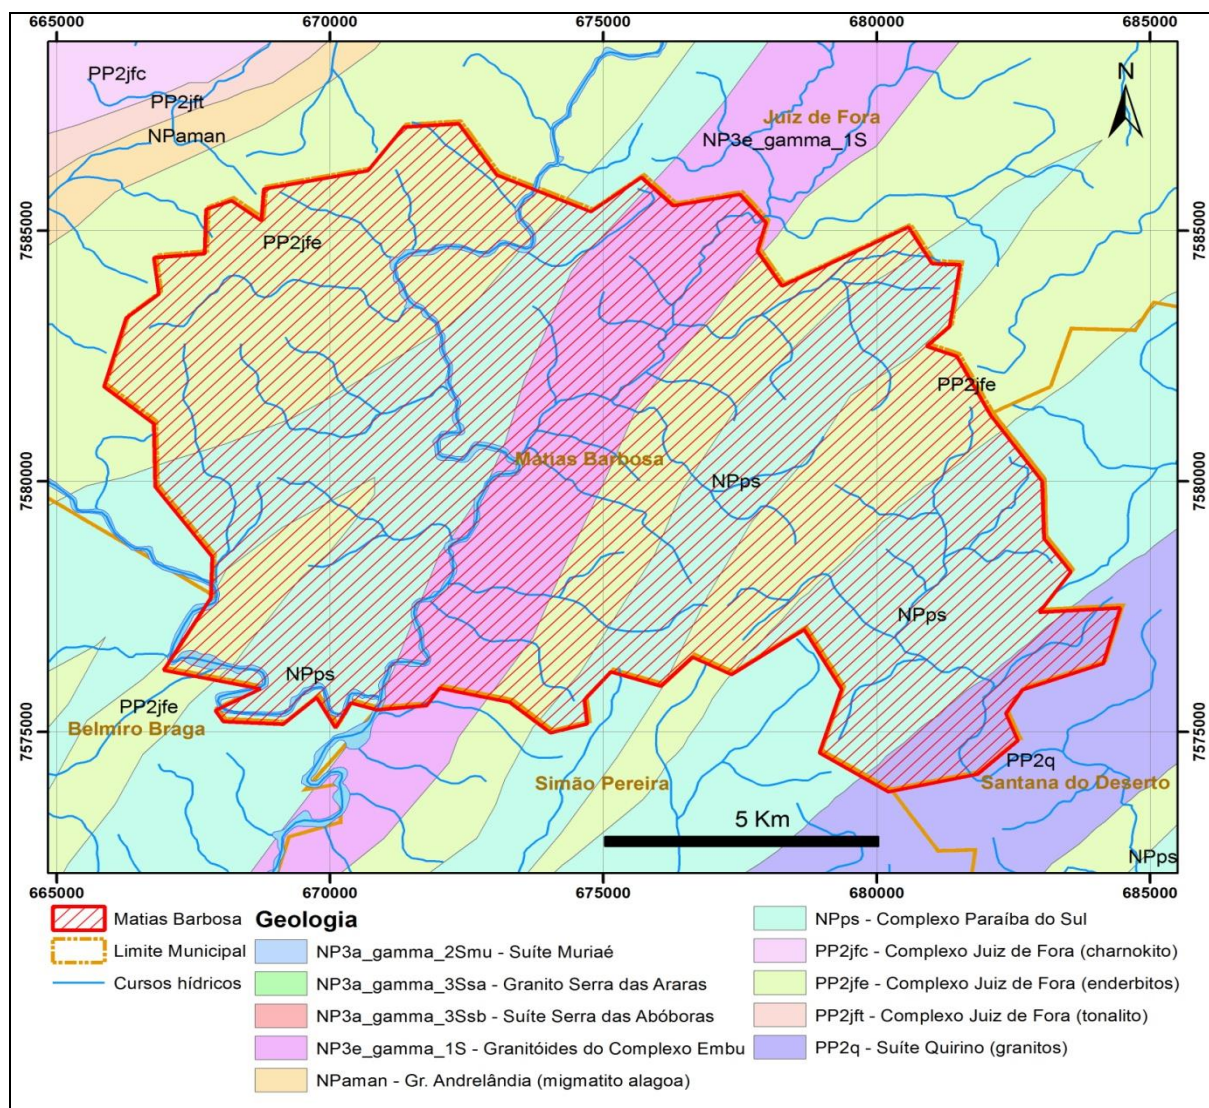 665000 670000 675000 680000 685000
PP2jfc
N
PP2jft
Juiz de Fora
NPaman
NP3e_gamma_1S
7585000
7585000
PP2jfe
PP2jfe
Matias Barbosa
7580000
NPps
7580000
NPps
NPps
PP2jfe
Belmiro Braga
7575000
7575000
PP2q
Simão Pereira
Santana do Deserto
5 Km
NPps
665000 670000 675000 680000 685000
Matias Barbosa
Limite Municipal
Cursos hídricos
Geologia
NP3a_gamma_2Smu - Suíte Muriaé
NP3a_gamma_3Ssa - Granito Serra das Araras
NP3a_gamma_3Ssb - Suíte Serra das Abóboras
NP3e_gamma_1S - Granitóides do Complexo Embu
NPaman - Gr. Andrelândia (migmatito alagoa)
NPps - Complexo Paraíba do Sul
PP2jfc - Complexo Juiz de Fora (charnokito)
PP2jfe - Complexo Juiz de Fora (enderbitos)
PP2jft - Complexo Juiz de Fora (tonalito)
PP2q - Suíte Quirino (granitos)